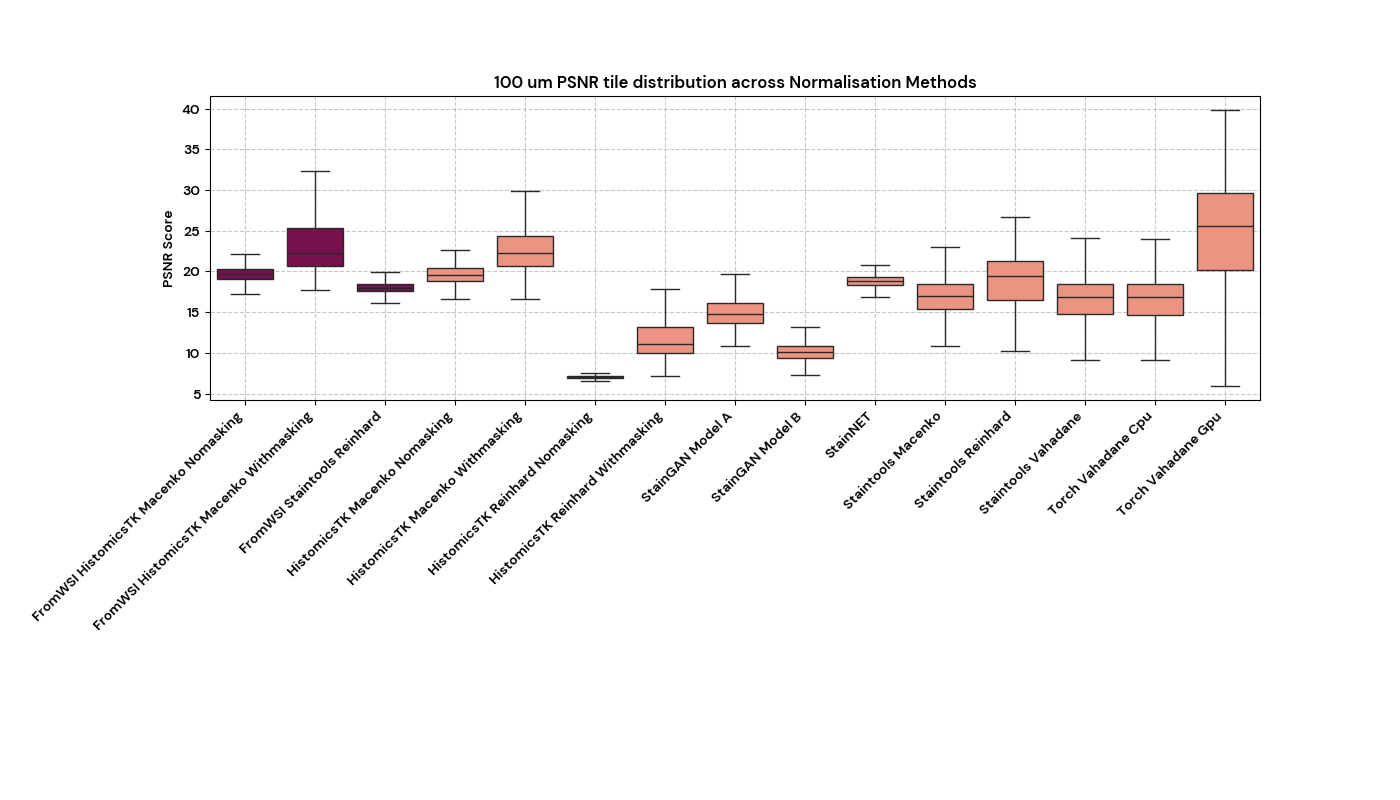 100 um PSNR tile distribution across Normalisation Methods
PSNR Score
40
35
30
25
20
15
10
5
FromWSI HistomicsTK Macenko Nomasking
FromWSI HistomicsTK Macenko Withmasking
FromWSI Staintools Reinhard
HistomicsTK Macenko Nomasking
HistomicsTK Macenko Withmasking
HistomicsTK Reinhard Nomasking
HistomicsTK Reinhard Withmasking
StainGAN Model A
StainGAN Model B
StainNET
Staintools Macenko
Staintools Reinhard
Staintools Vahadane
Torch Vahadane Cpu
Torch Vahadane Gpu